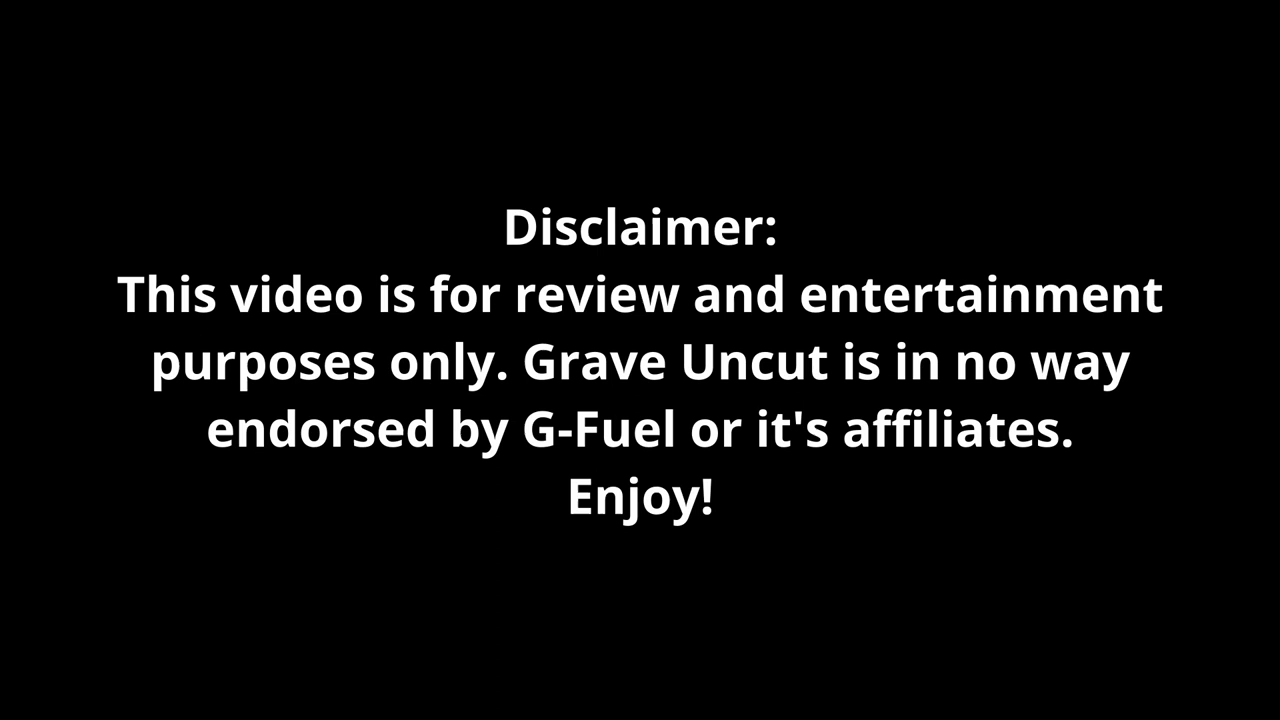 Disclaimer:
This video is for review and entertainment
purposes only. Grave Uncut is in no way
endorsed by G-Fuel or it's affiliates.
Enjoy!